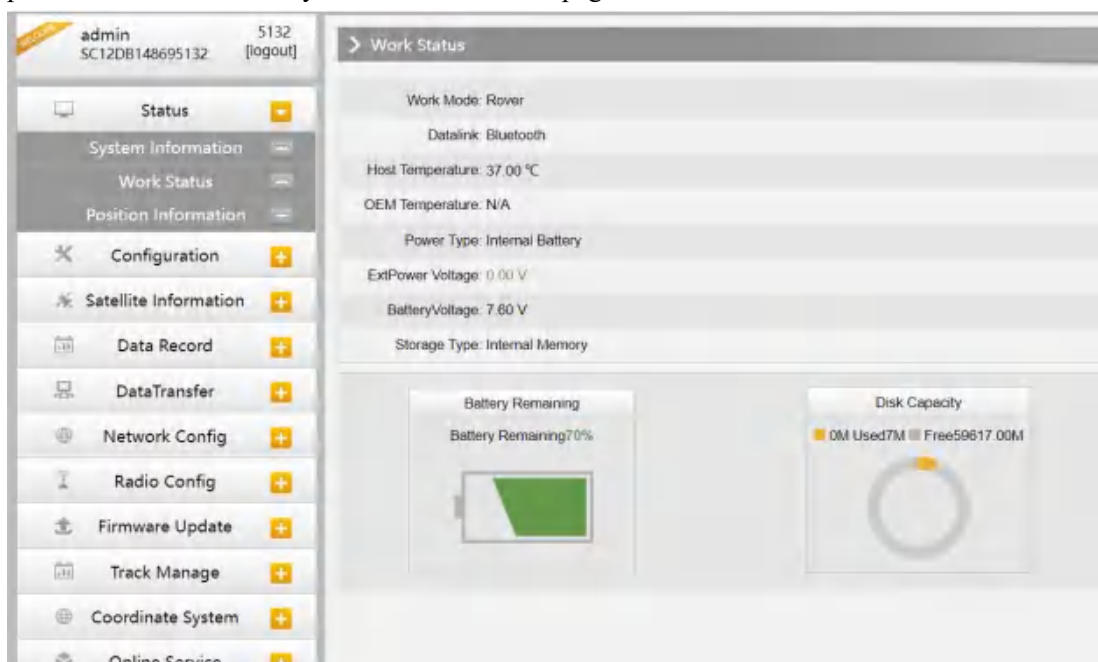 admin 5132
SC12DB148695132 [logout]
Status
System Information
Work Status
Position Information
Configuration
Satellite Information
Data Record
DataTransfer
Network Config
Radio Config
Firmware Update
Track Manage
Coordinate System
Online Service
Work Status
Work Mode: Rover
Datalink: Bluetooth
Host Temperature: 37.00 ℃
OEM Temperature: N/A
Power Type: Internal Battery
ExtPower Voltage: 0.00 V
BatteryVoltage: 7.60 V
Storage Type: Internal Memory
Battery Remaining
Battery Remaining70%
Disk Capacity
0M Used7M Free59617.00M